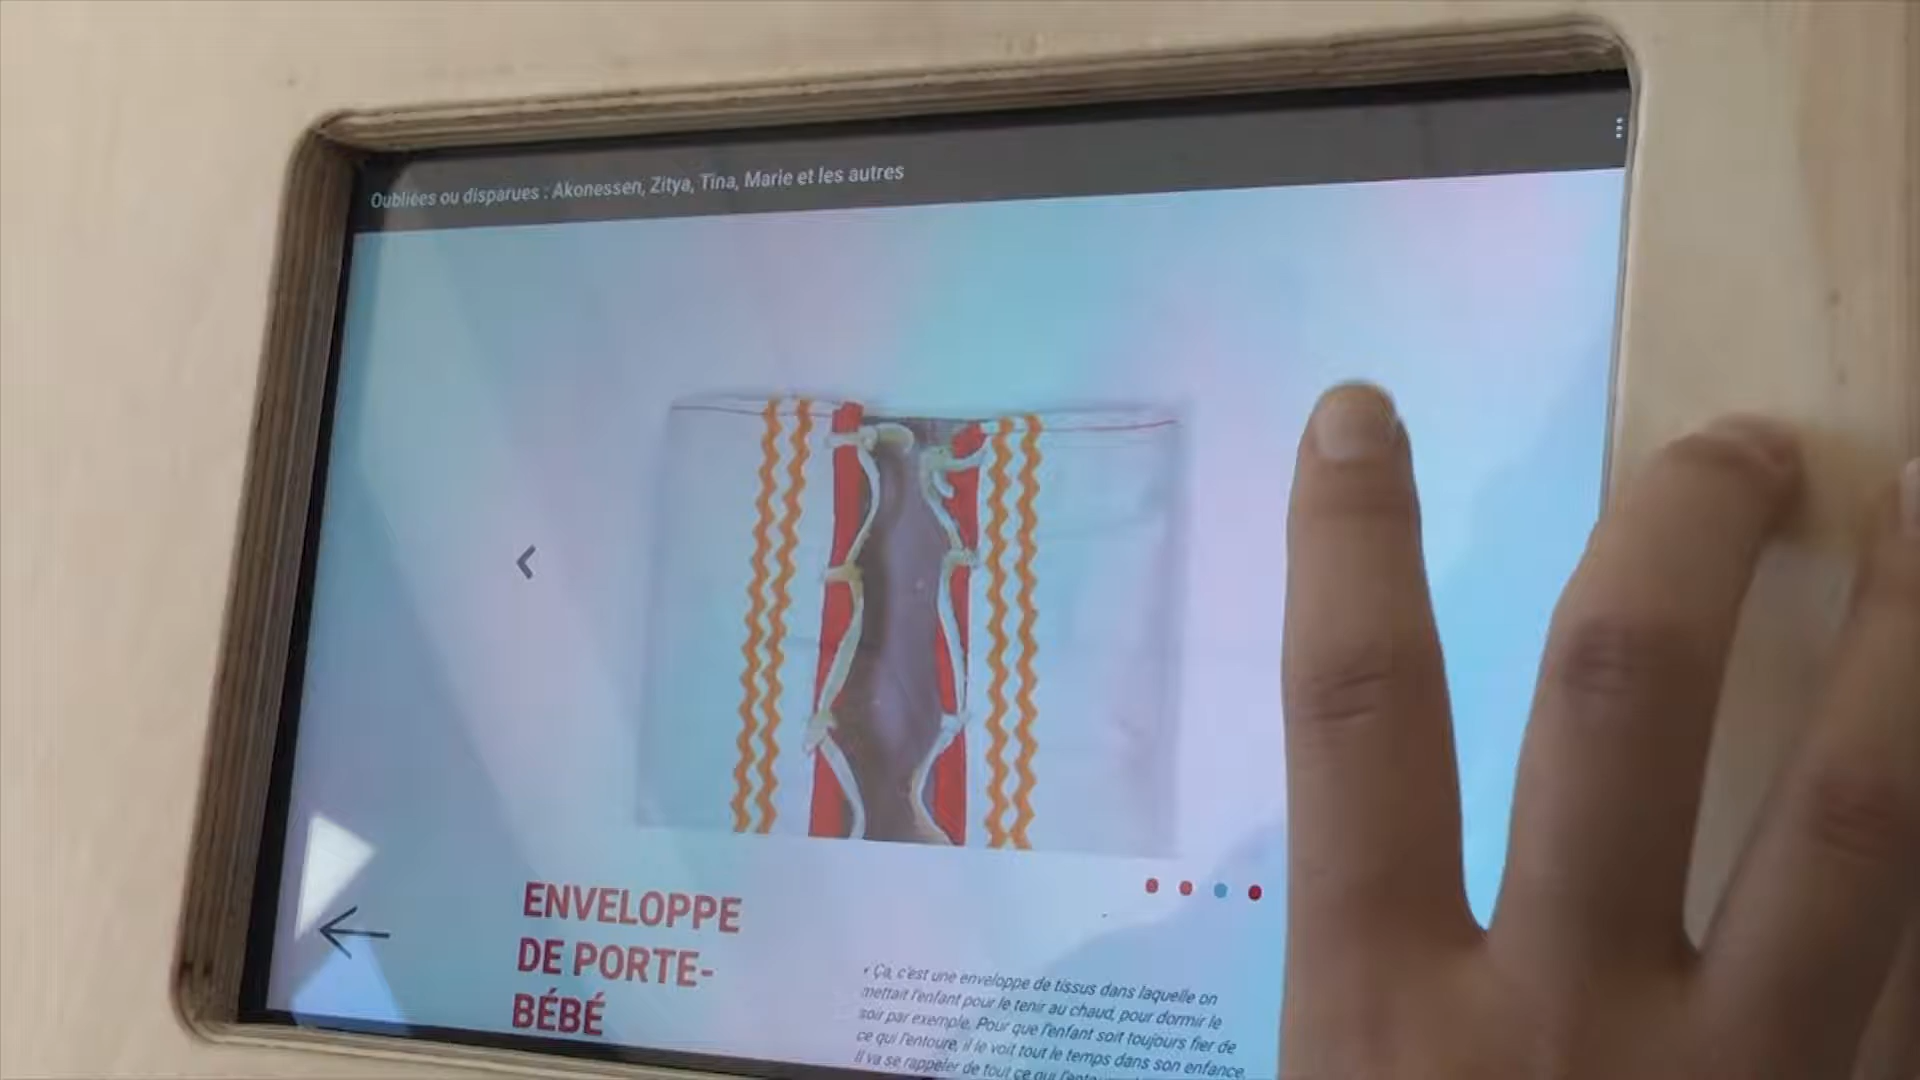 Oubliées ou disparues : Akonessen, Zitya, Tina, Marie et les autres
ENVELOPPE
DE PORTE-
BÉBÉ
Ça, c'est une enveloppe de tissus dans laquelle on
mettait l'enfant pour le tenir au chaud, pour dormir le
soir par exemple. Pour que l'enfant soit toujours fier de
ce qui l'entoure, il le voit tout le temps dans son enfance.
Il va se rappeler de tout ce qui